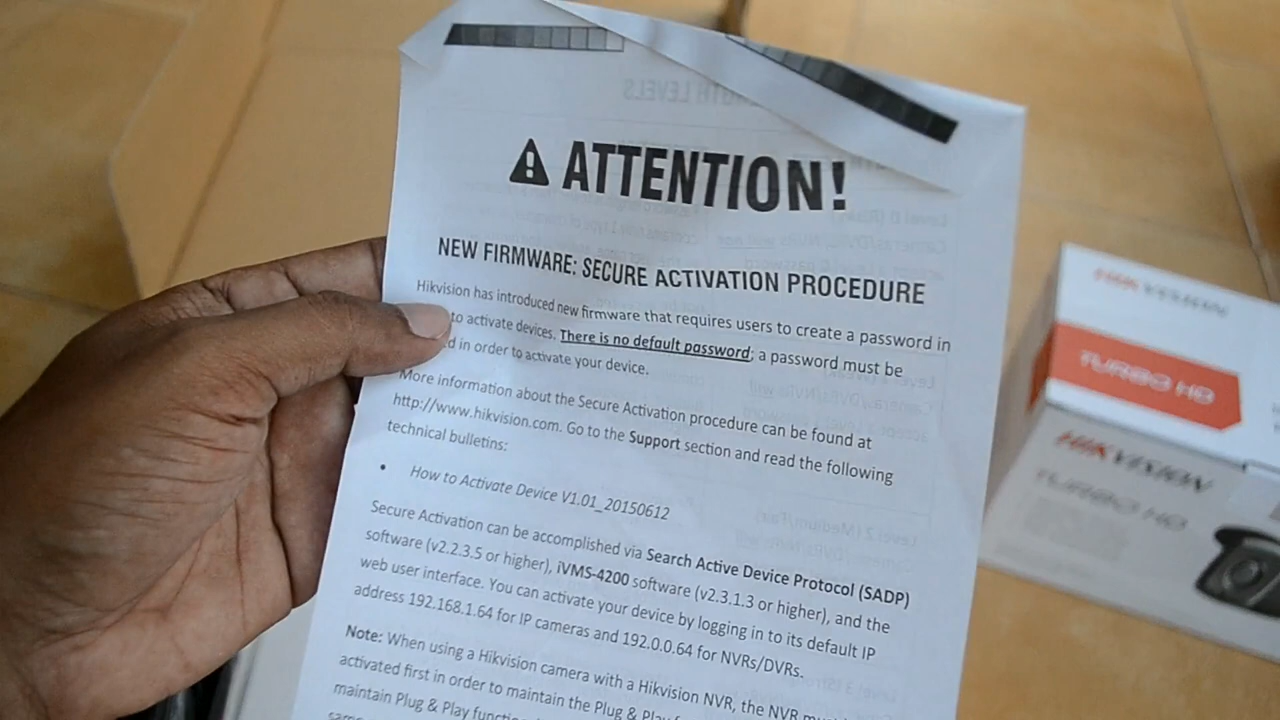 ATTENTION!
NEW FIRMWARE: SECURE ACTIVATION PROCEDURE
Hikvision has introduced new firmware that requires users to create a password in
to activate devices. There is no default password; a password must be
in order to activate your device.
More information about the Secure Activation procedure can be found at
http://www.hikvision.com. Go to the Support section and read the following
technical bulletins:
• How to Activate Device V1.01_20150612
Secure Activation can be accomplished via Search Active Device Protocol (SADP)
software (v2.2.3.5 or higher), iVMS-4200 software (v2.3.1.3 or higher), and the
web user interface. You can activate your device by logging in to its default IP
address 192.168.1.64 for IP cameras and 192.0.0.64 for NVRs/DVRs.
Note: When using a Hikvision camera with a Hikvision NVR, the NVR
activated first in order to maintain the Plug & Play
maintain Plug & Play
HIKVISION
TURBO HD
HIKVISION
TURBO HD